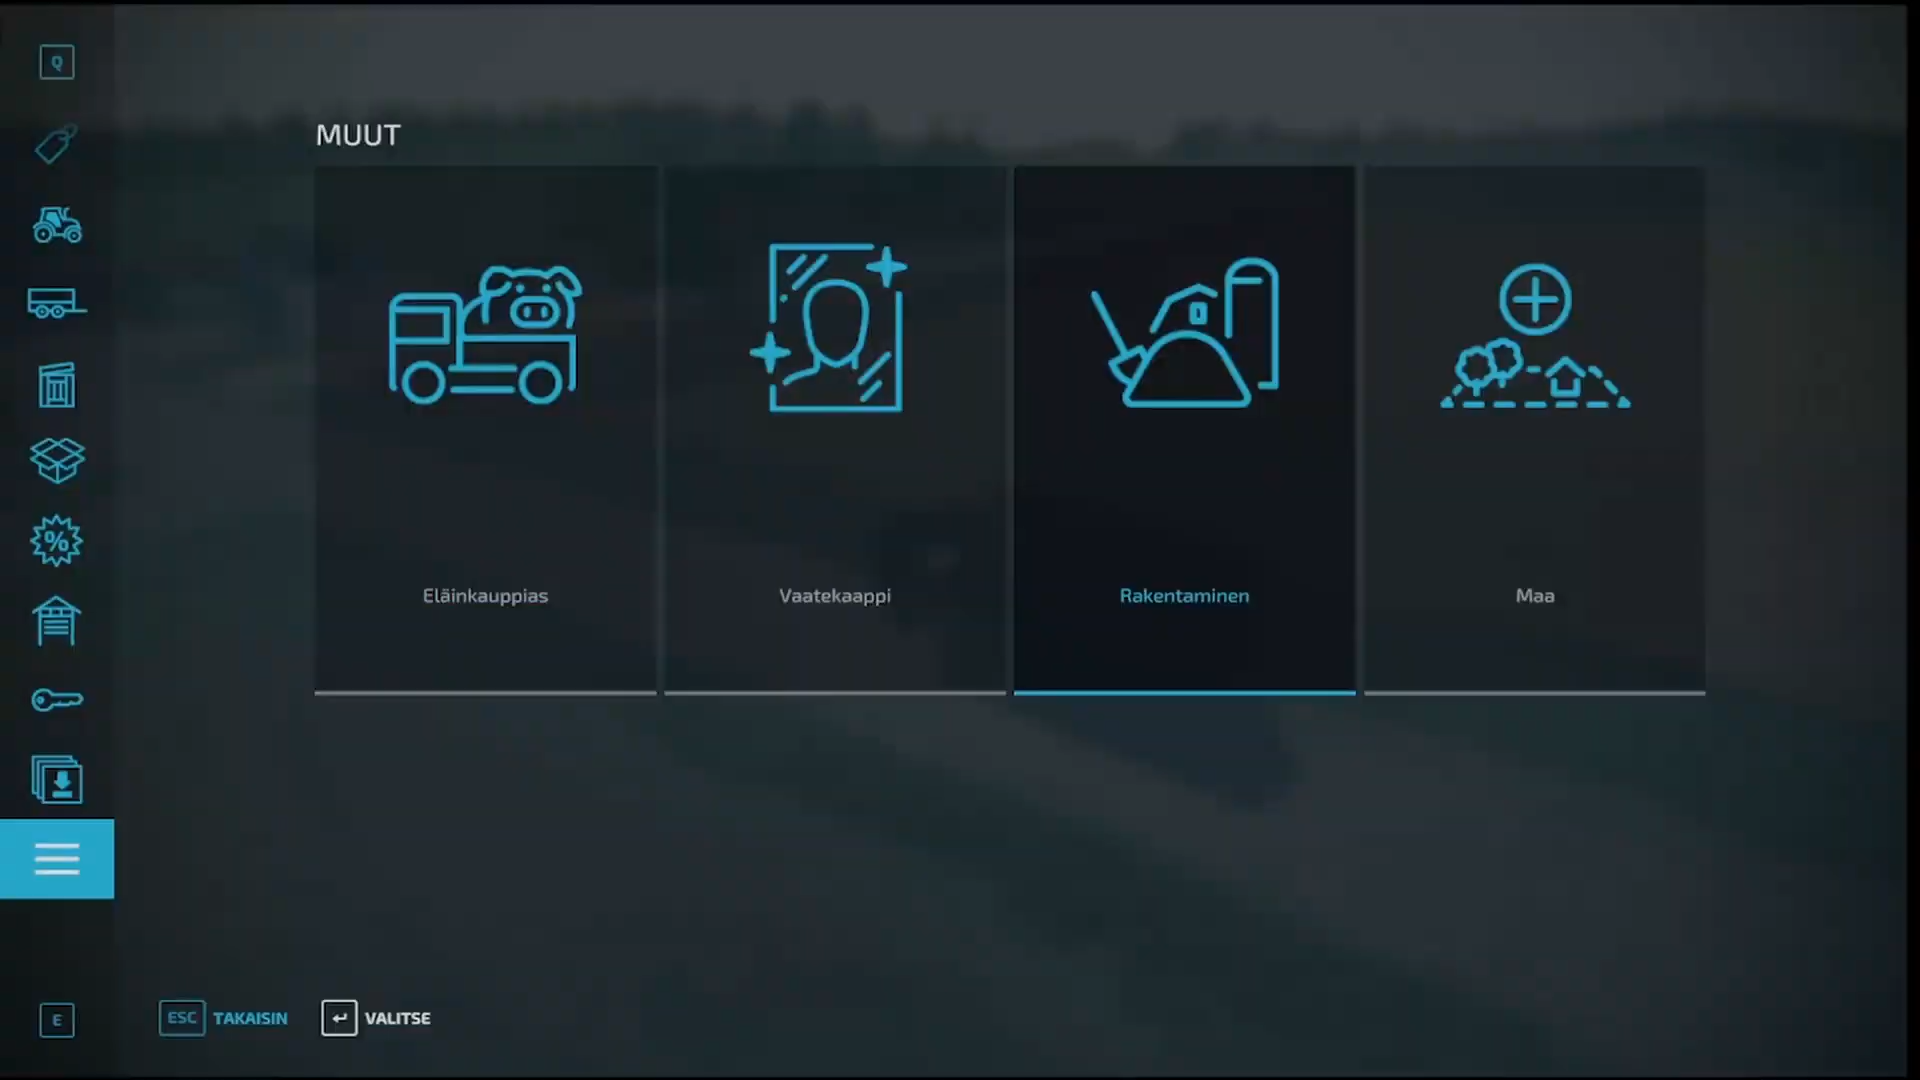 Q
MUUT
%
Eläinkauppias
Vaatekaappi
Rakentaminen
Maa
E
ESC TAKAISIN
VALITSE